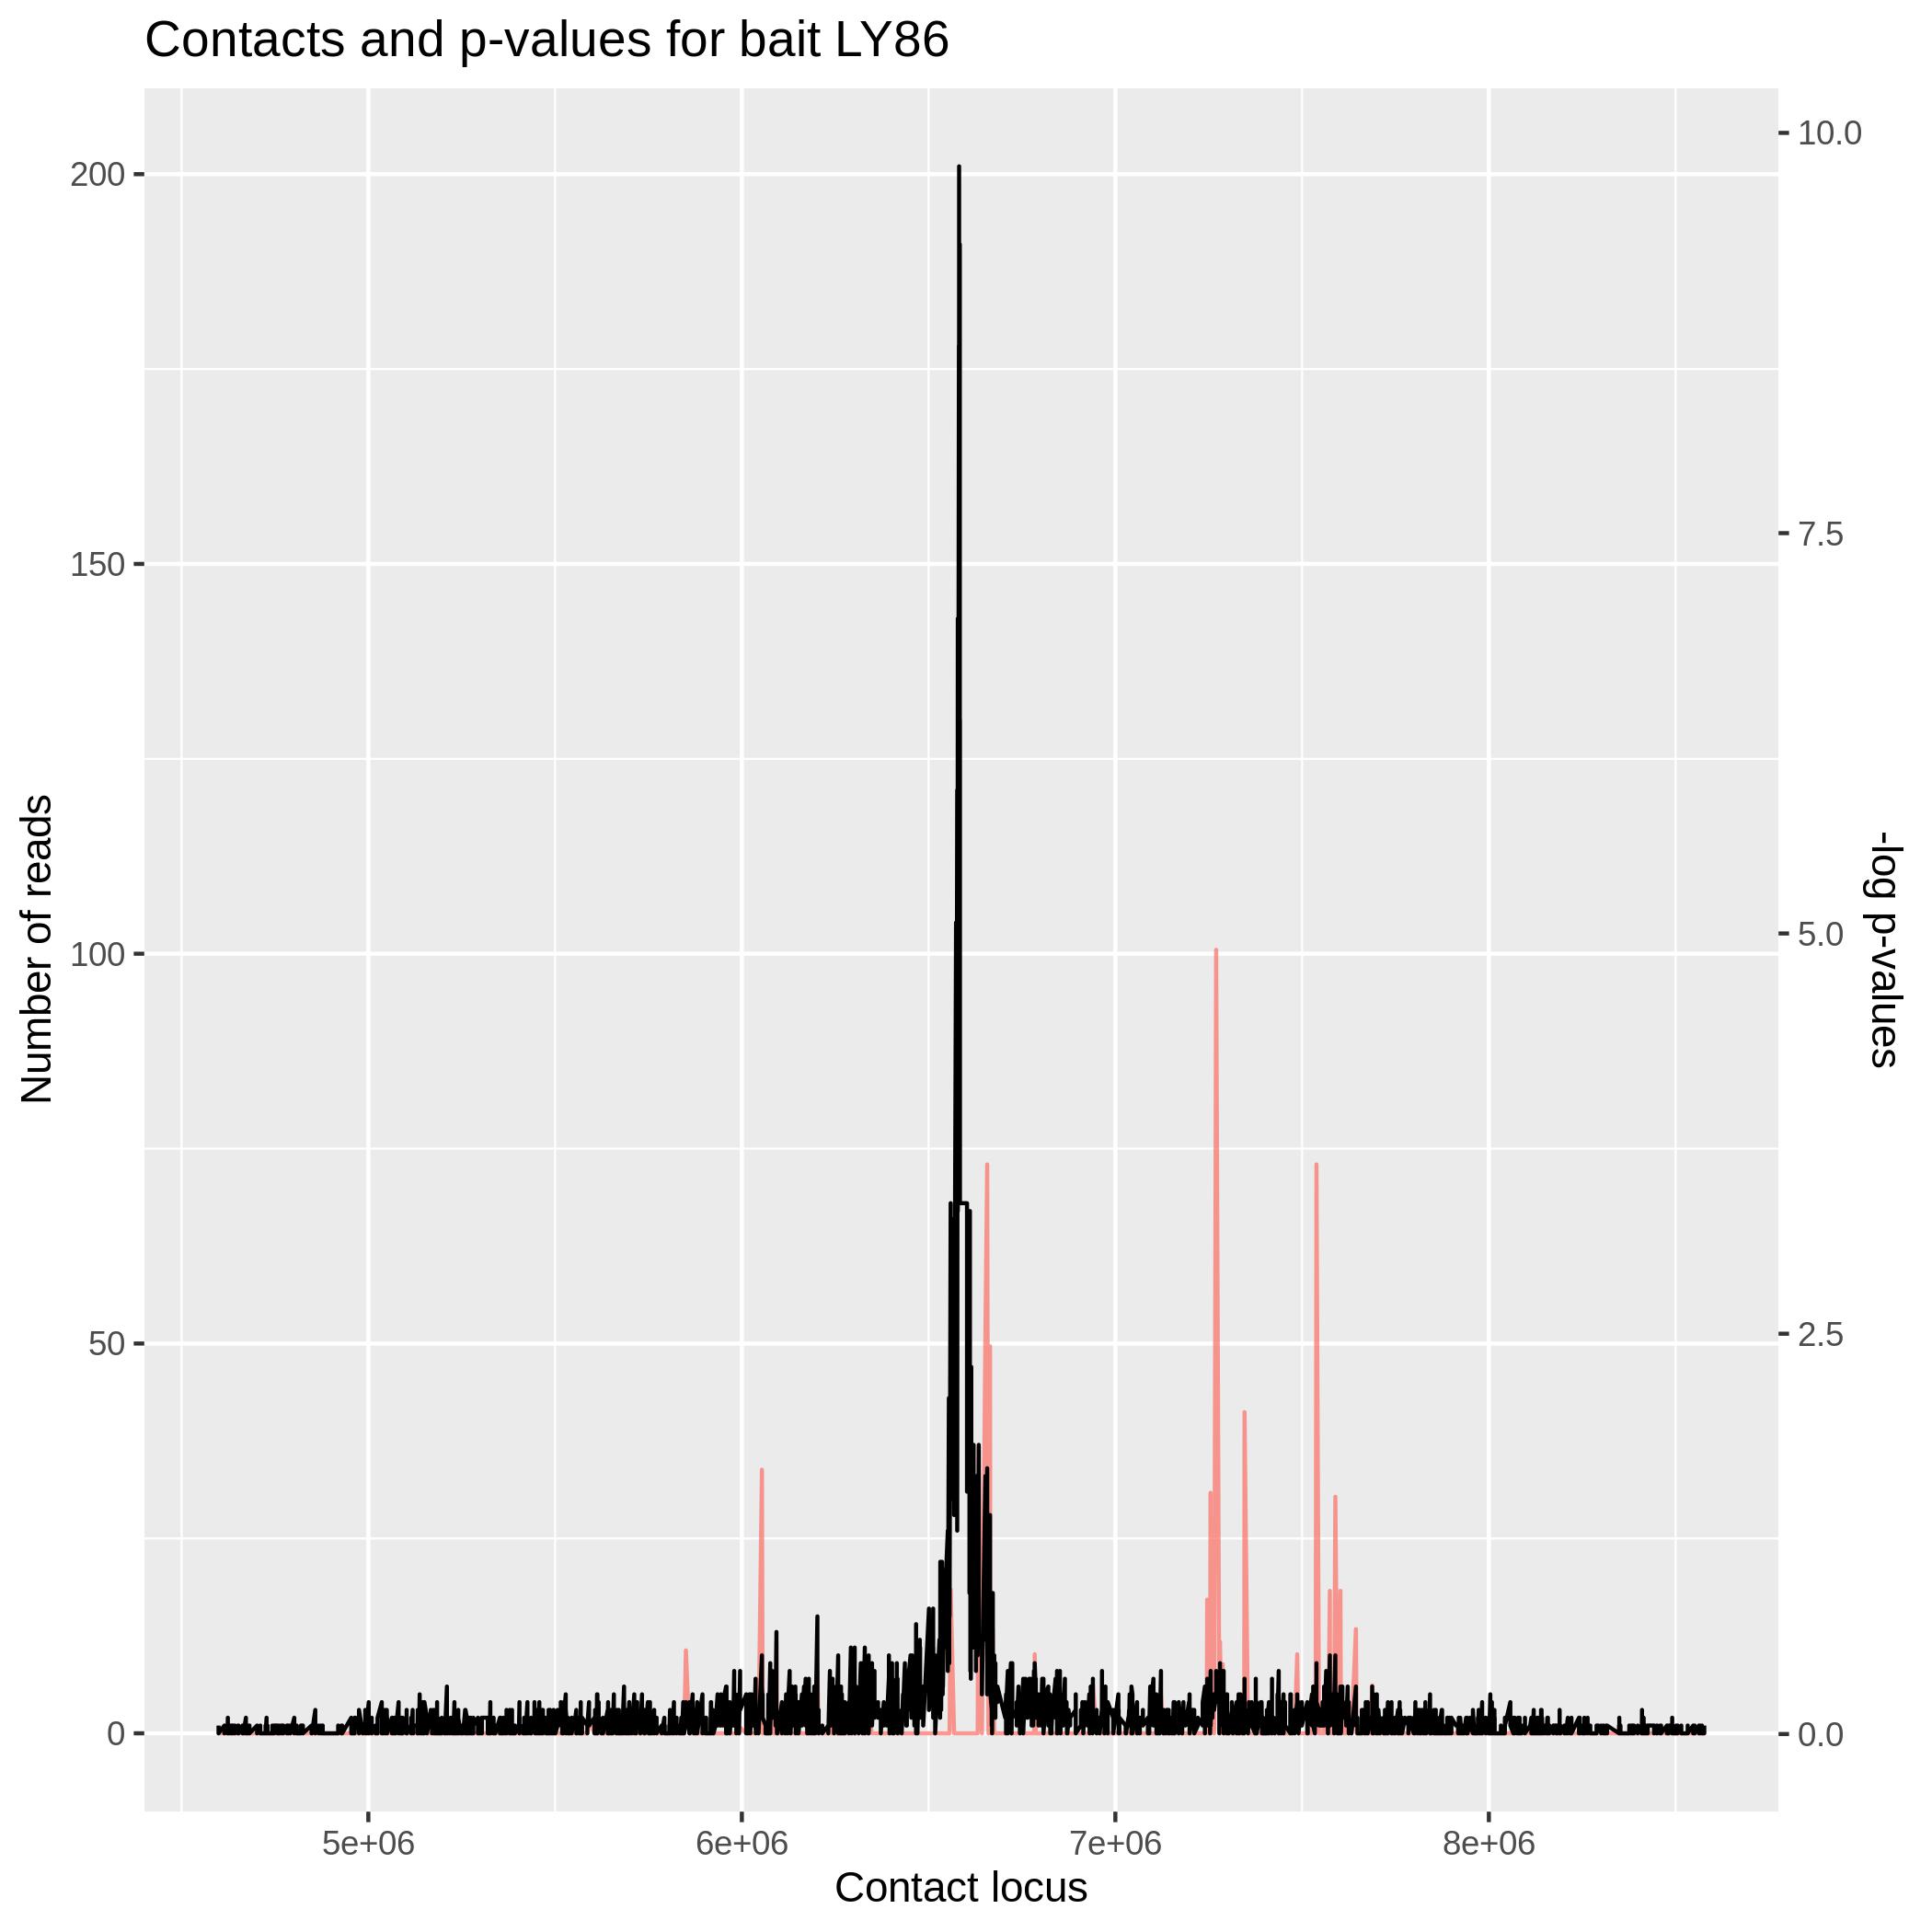 Contacts and p-values for bait LY86
200
150
100
50
0
Number of reads
10.0
7.5
5.0
2.5
0.0
-log p-values
5e+06
6e+06
7e+06
8e+06
Contact locus